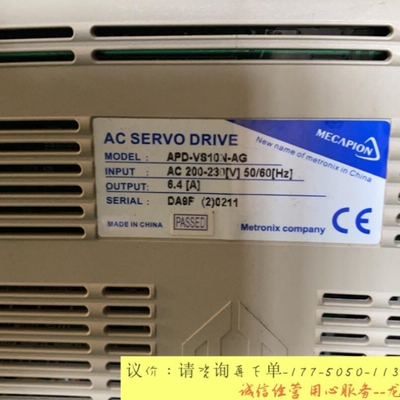 AC SERVO DRIVE
MECAPION
New name of metronix in China
MODEL : APD-VS10N-AG
INPUT : AC 200-230[V] 50/60[Hz]
OUTPUT: 6.4 [A]
SERIAL : DA9F (2)0211
MADE IN CHINA PASSED Metronix company CE
议价：请咨询再下单-177-5050-113
诚信经营 用心服务--龙